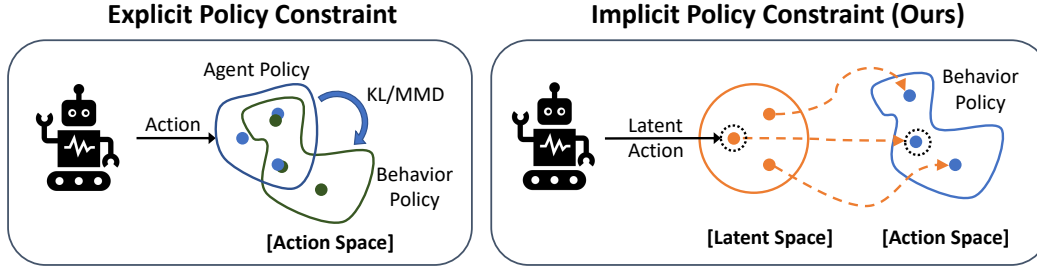 Explicit Policy Constraint
Agent Policy
KL/MMD
Action
Behavior
Policy
[Action Space]
Implicit Policy Constraint (Ours)
Behavior
Policy
Latent
Action
[Latent Space]
[Action Space]